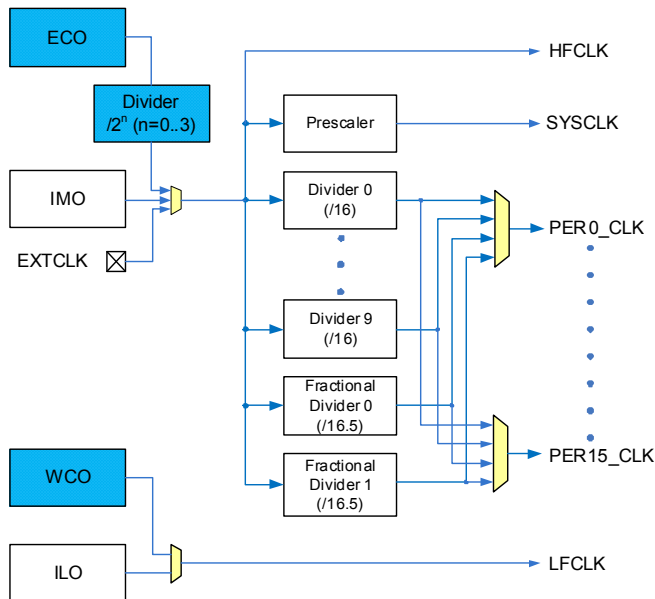 ECO
HFCLK
Divider
/2ⁿ (n=0..3)
Prescaler
SYSCLK
IMO
Divider 0
(/16)
PER0_CLK
EXTCLK
Divider 9
(/16)
Fractional
Divider 0
(/16.5)
WCO
Fractional
Divider 1
(/16.5)
PER15_CLK
ILO
LFCLK